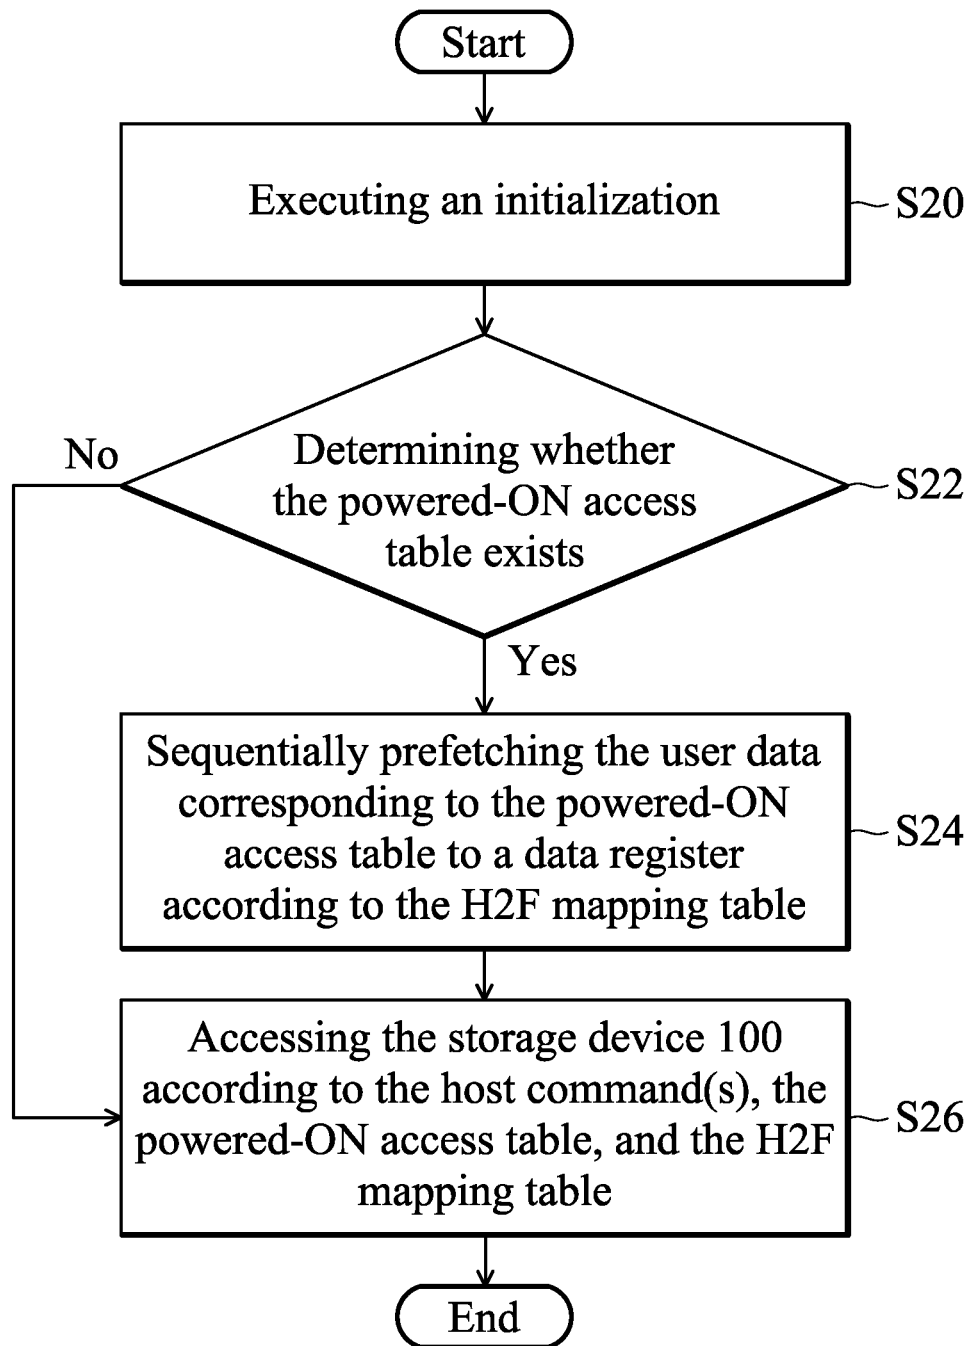 Start
Executing an initialization
S20
No
Determining whether
the powered-ON access
table exists
S22
Yes
Sequentially prefetching the user data
corresponding to the powered-ON
access table to a data register
according to the H2F mapping table
S24
Accessing the storage device 100
according to the host command(s), the
powered-ON access table, and the H2F
mapping table
S26
End